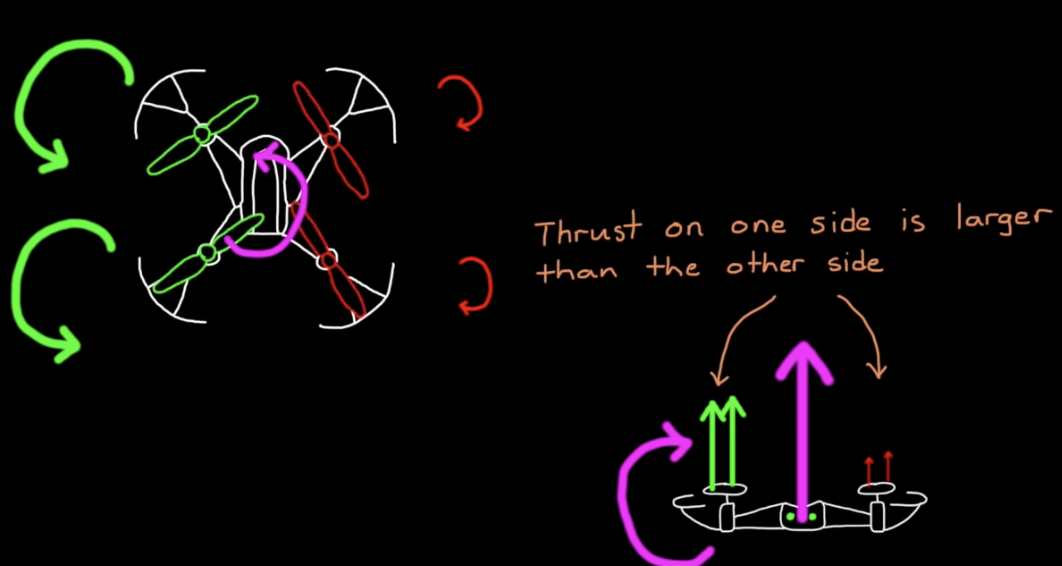 Thrust on one side is larger
than the other side